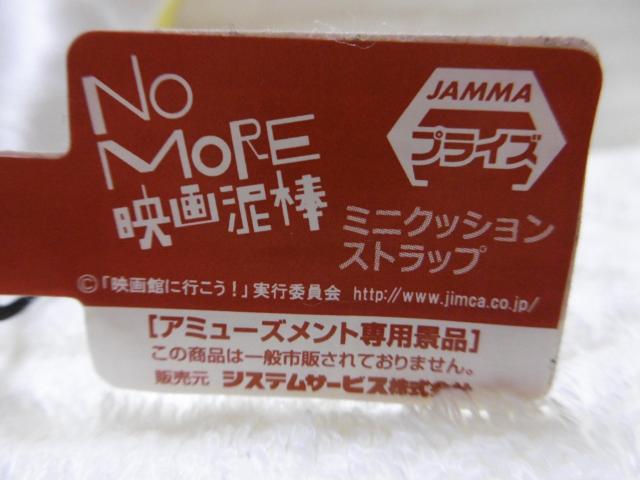 No
MoRE
映画泥棒
JAMMA
プライズ
ミニクッション
ストラップ
©「映画館に行こう!」実行委員会 http://www.jimca.co.jp/
[アミューズメント専用景品]
この商品は一般市販されておりません。
販売元 システムサービス株式会社